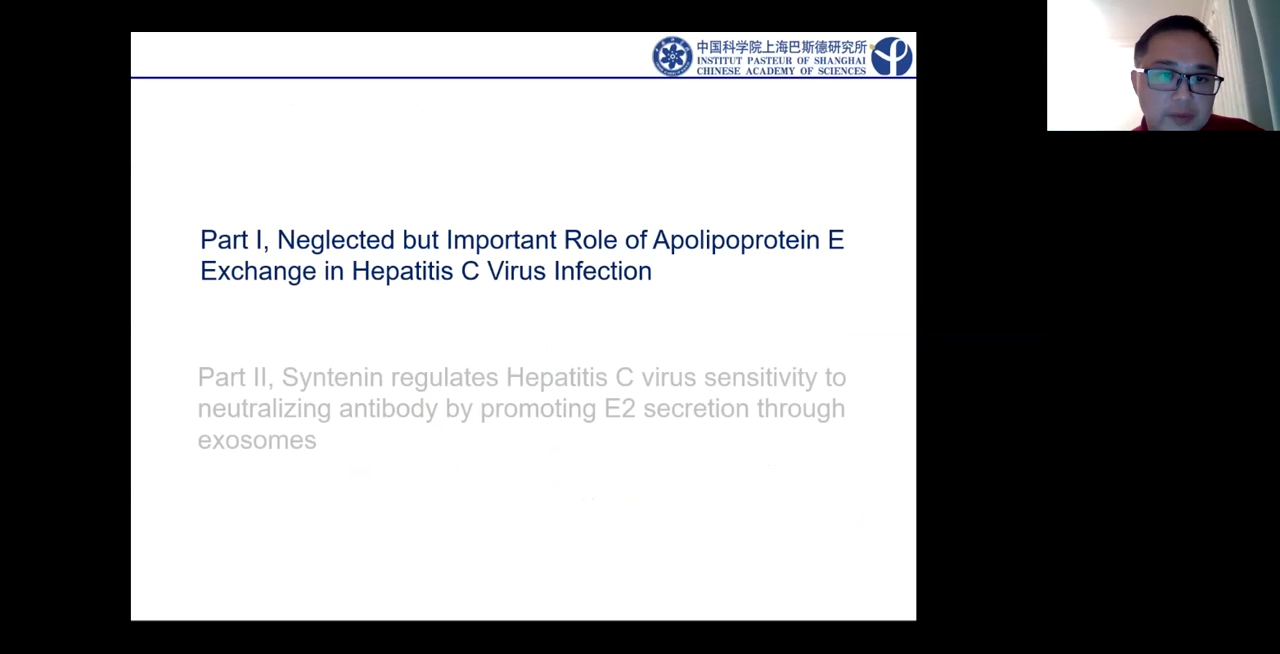 中国科学院上海巴斯德研究所
INSTITUT PASTEUR OF SHANGHAI
CHINESE ACADEMY OF SCIENCES
Part I, Neglected but Important Role of Apolipoprotein E
Exchange in Hepatitis C Virus Infection
Part II, Syntenin regulates Hepatitis C virus sensitivity to
neutralizing antibody by promoting E2 secretion through
exosomes